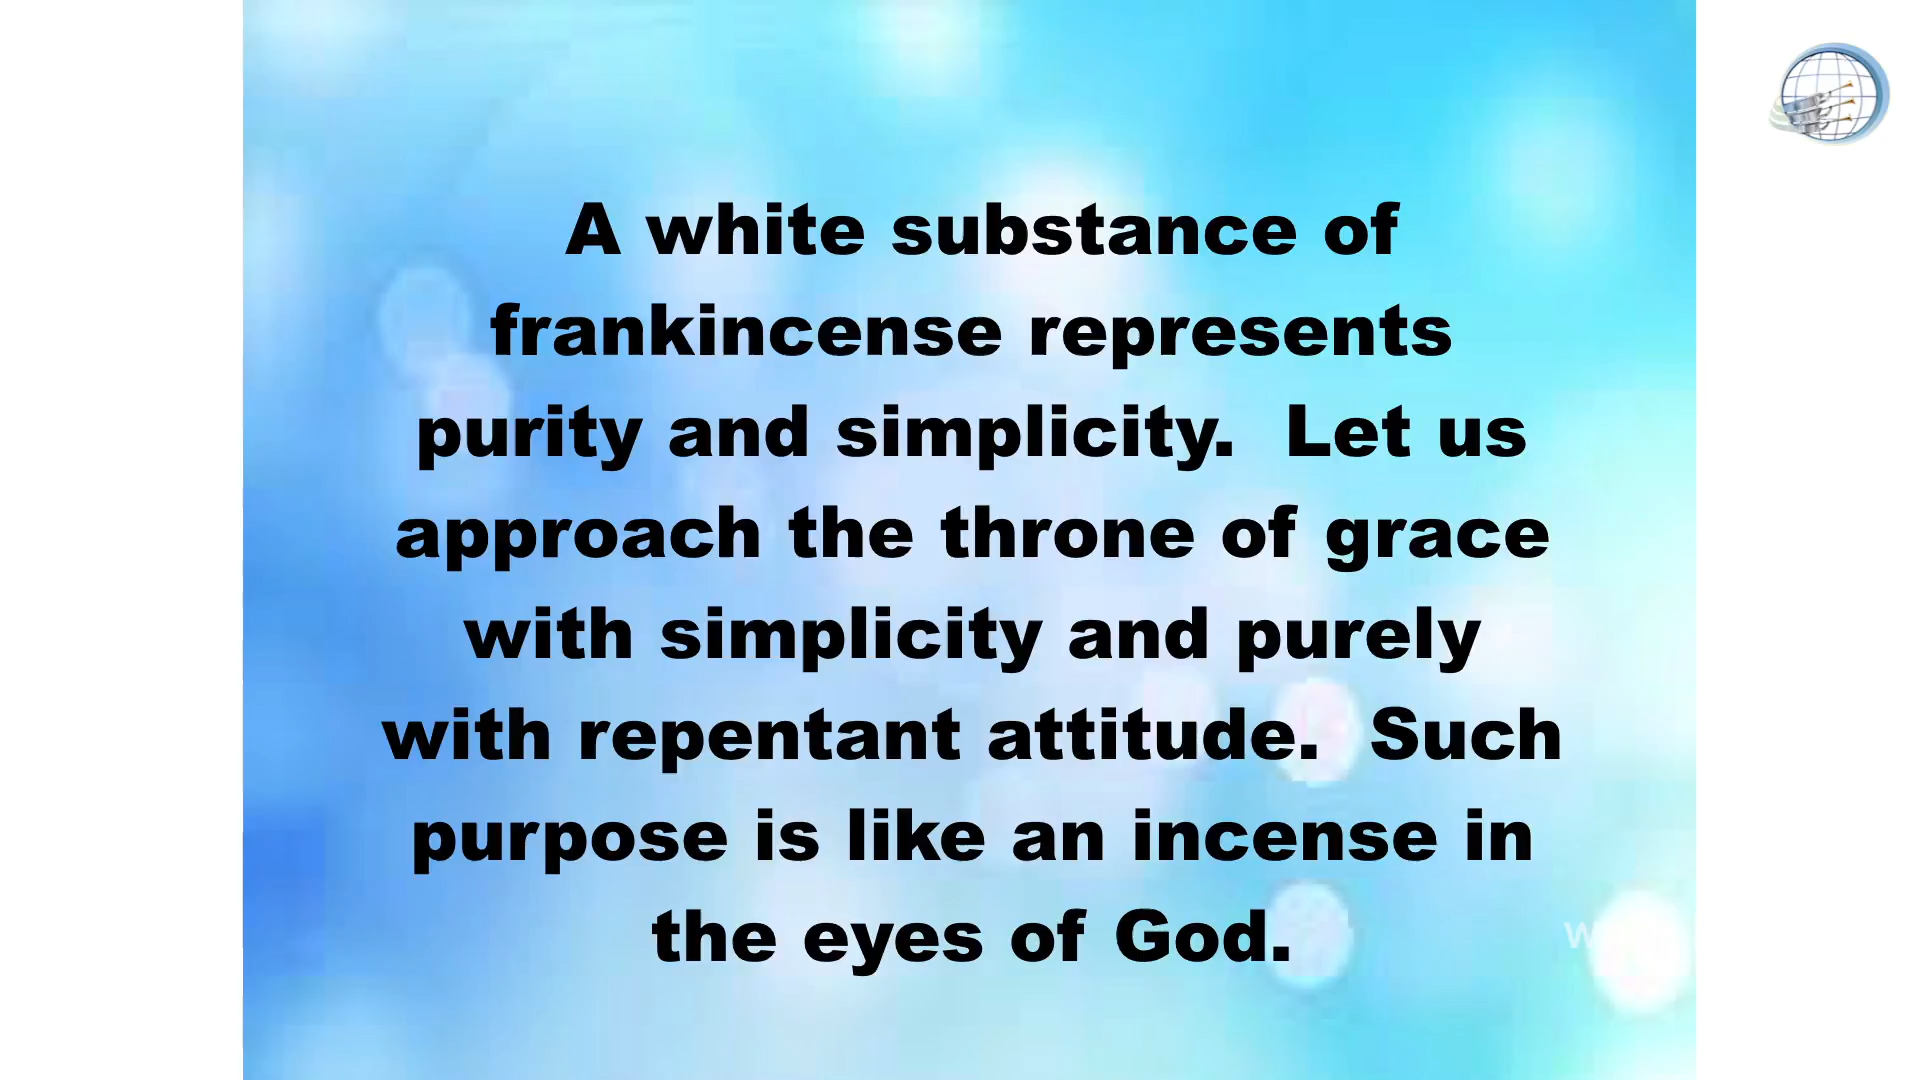 A white substance of
frankincense represents
purity and simplicity.  Let us
approach the throne of grace
with simplicity and purely
with repentant attitude.  Such
purpose is like an incense in
the eyes of God.